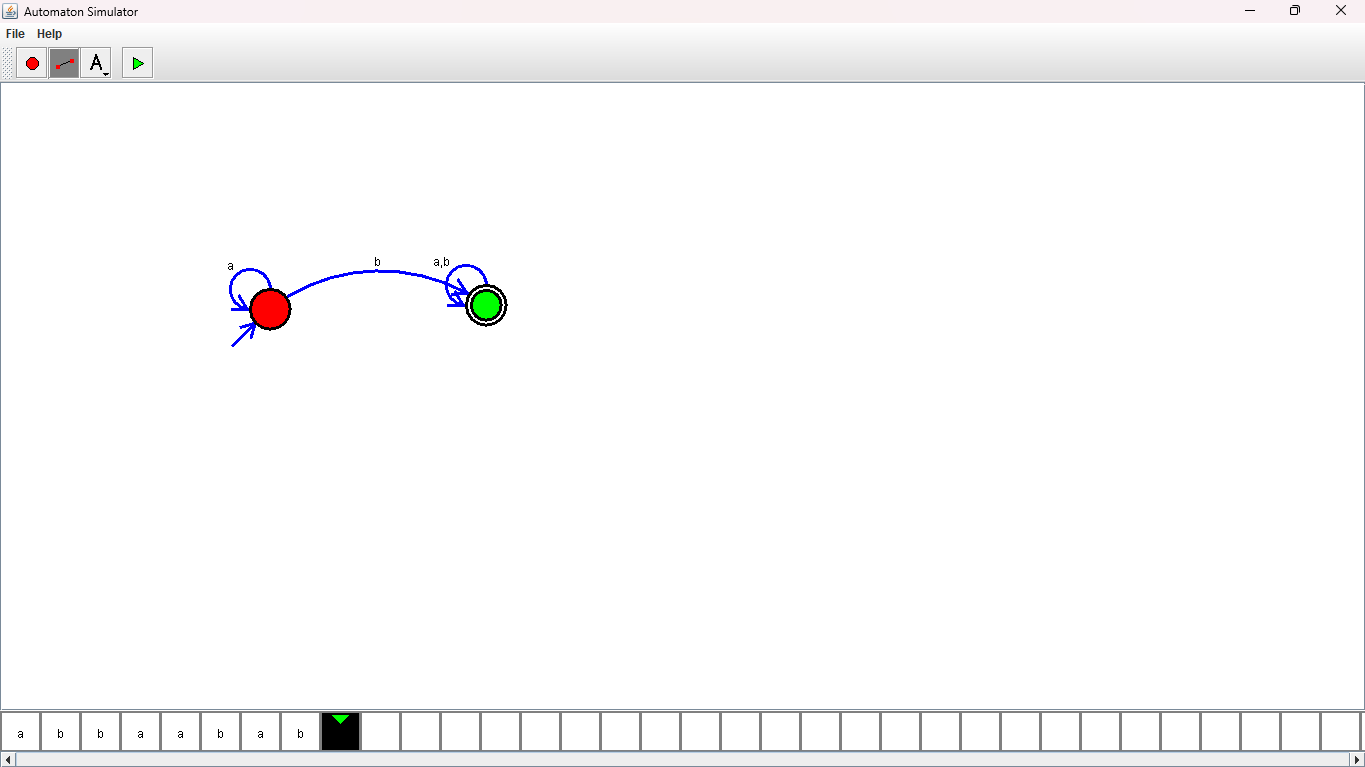 Automaton Simulator
File Help
A
a b a,b
a b b a a b a b